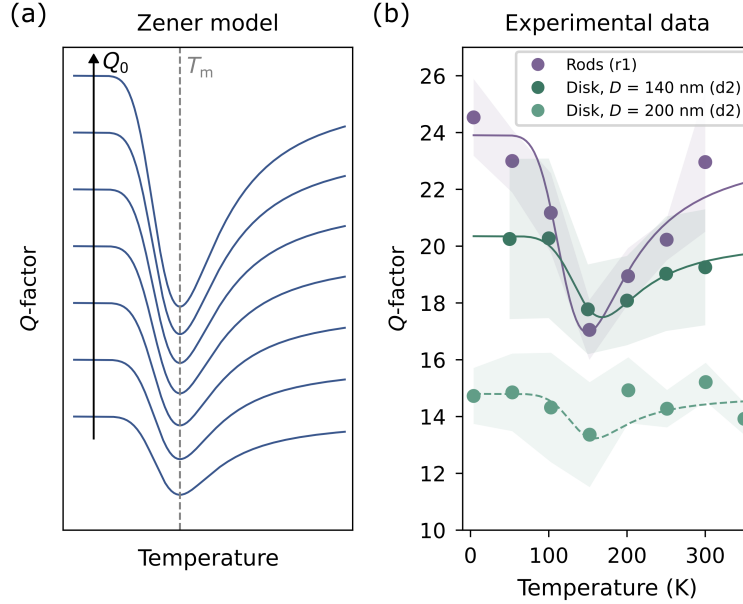 (a)
Zener model
Q₀
Tₘ
Q-factor
Temperature
(b)
Experimental data
Rods (r1)
Disk, D = 140 nm (d2)
Disk, D = 200 nm (d2)
26
24
22
20
18
16
14
12
10
Q-factor
0
100
200
300
Temperature (K)